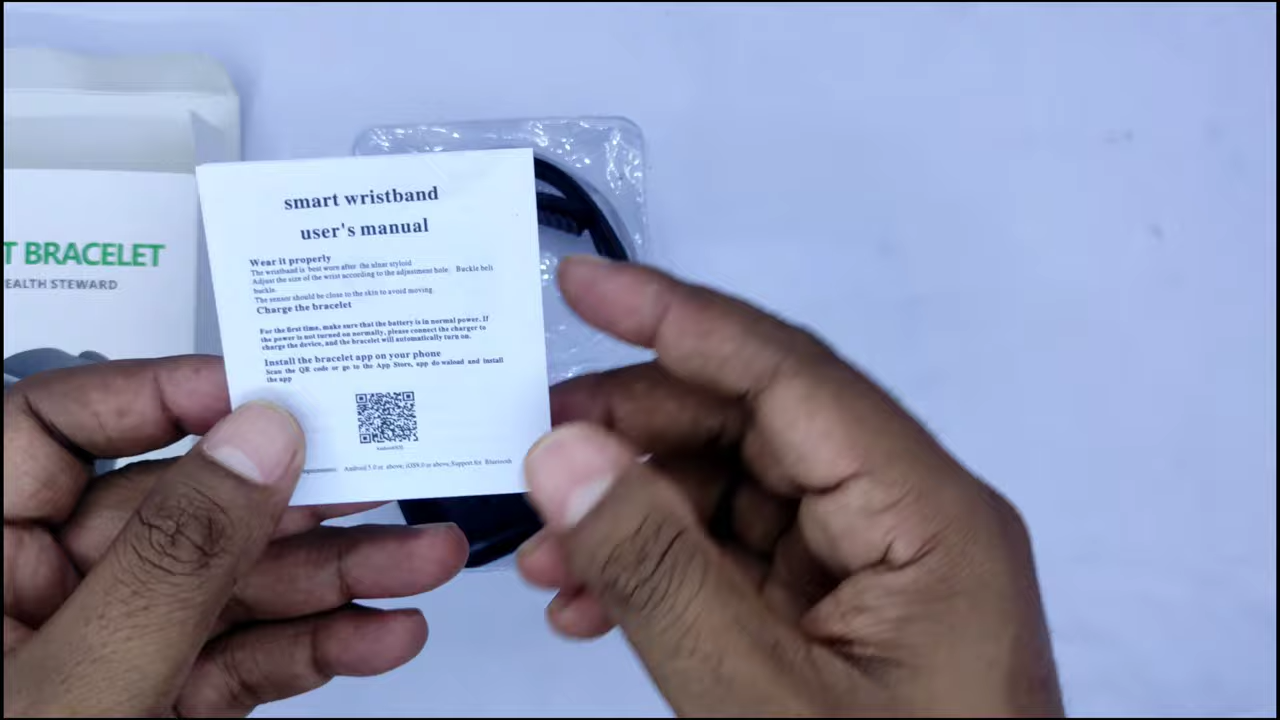 T BRACELET
EALTH STEWARD
smart wristband
user's manual
Wear it properly
The wristband is best worn after the ulnar styloid
Adjust the size of the wrist according to the adjustment hole. Buckle belt
buckle.
The sensor should be close to the skin to avoid moving.
Charge the bracelet
For the first time, make sure that the battery is in normal power. If
the power is not turned on normally, please connect the charger to
charge the device, and the bracelet will automatically turn on.
Install the bracelet app on your phone
Scan the QR code or go to the App Store, app download and install
the app
Android 5.0 or above; iOS9.0 or above; Support for Bluetooth